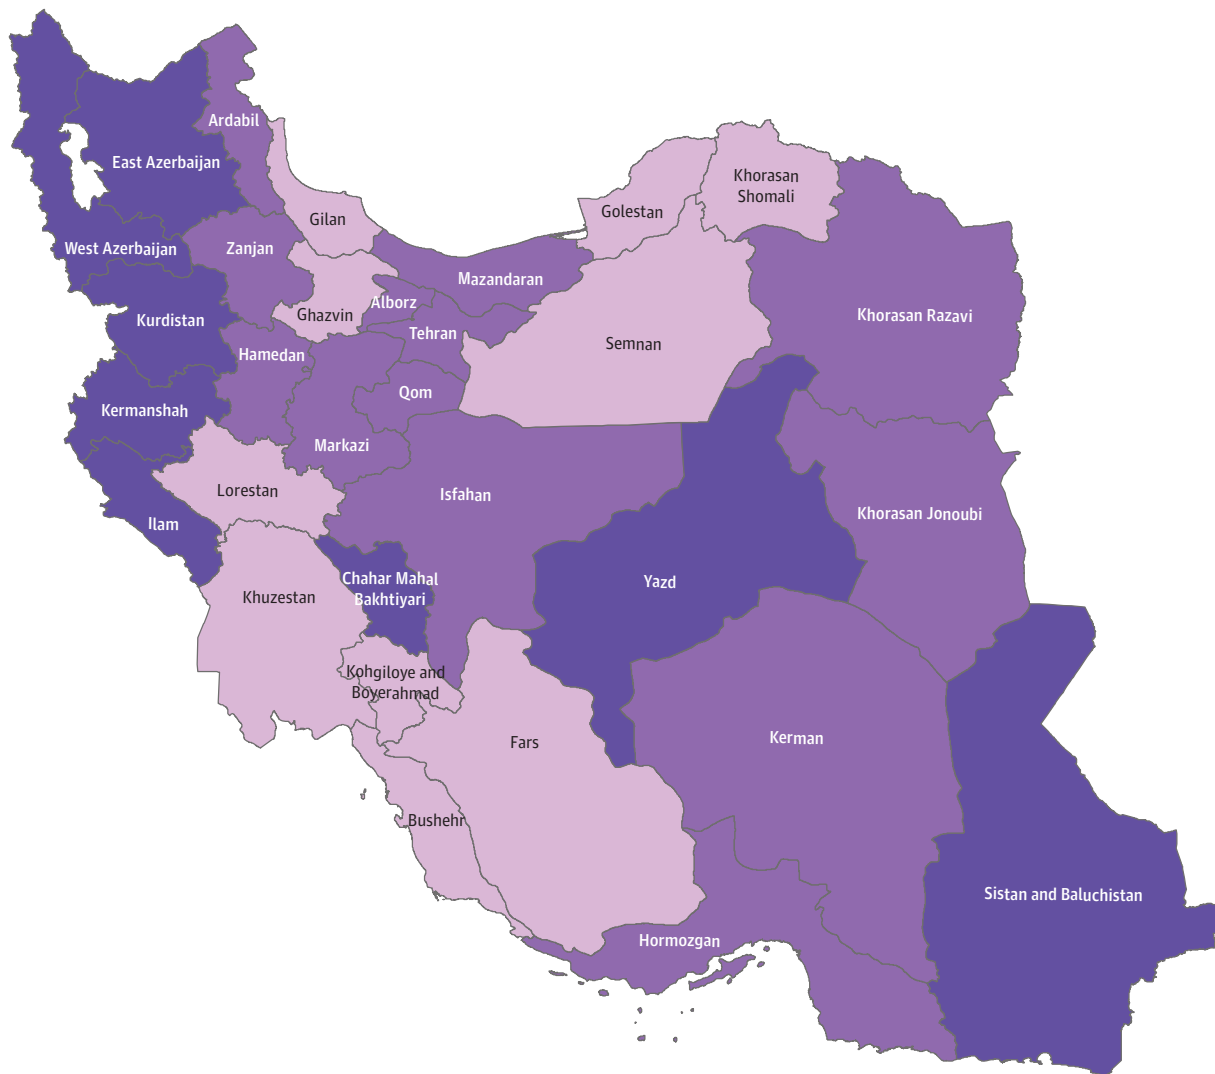 Ardabil
East Azerbaijan
Khorasan
Shomali
Golestan
Gilan
West Azerbaijan
Zanjan
Mazandaran
Alborz
Ghazvin
Khorasan Razavi
Kurdistan
Tehran
Semnan
Hamedan
Qom
Kermanshah
Markazi
Lorestan
Isfahan
Khorasan Jonoubi
Ilam
Chahar Mahal
Bakhtiyari
Yazd
Khuzestan
Kohgiloye and
Boyerahmad
Fars
Kerman
Bushehr
Sistan and Baluchistan
Hormozgan